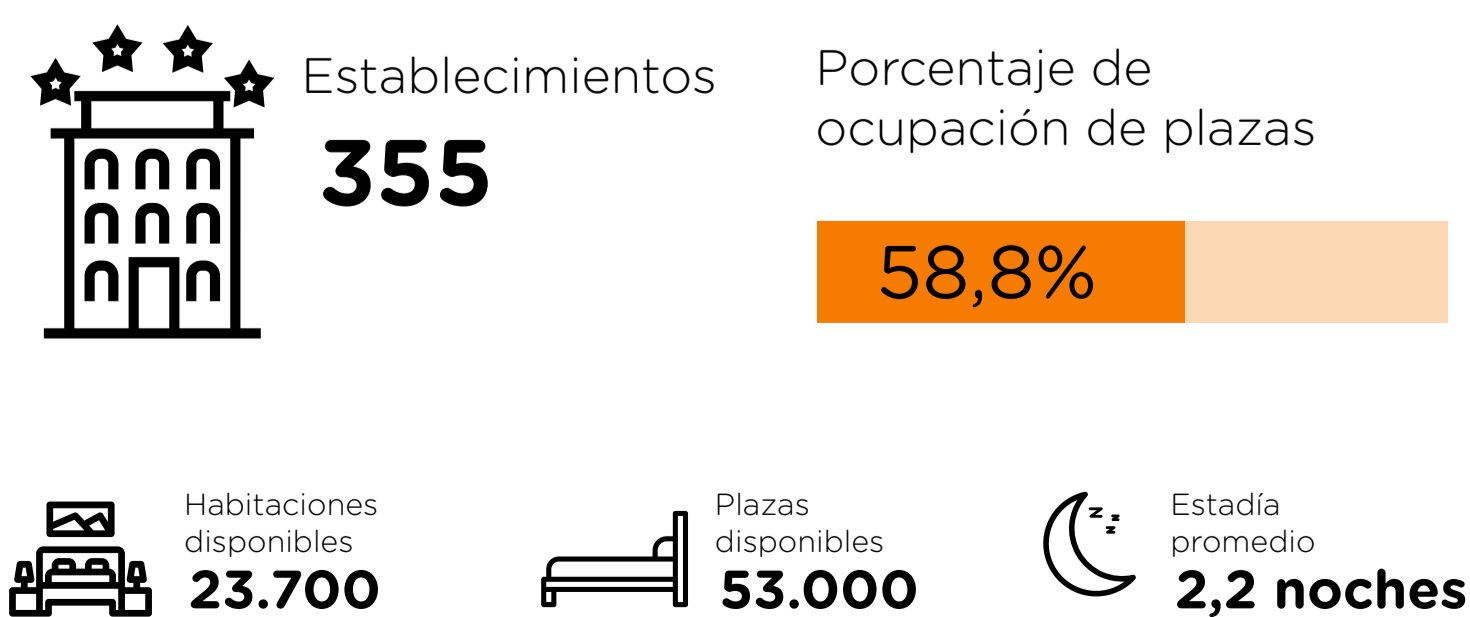 Establecimientos
355
Porcentaje de
ocupación de plazas
58,8%
Habitaciones
disponibles
23.700
Plazas
disponibles
53.000
z z
z
Estadía
promedio
2,2 noches